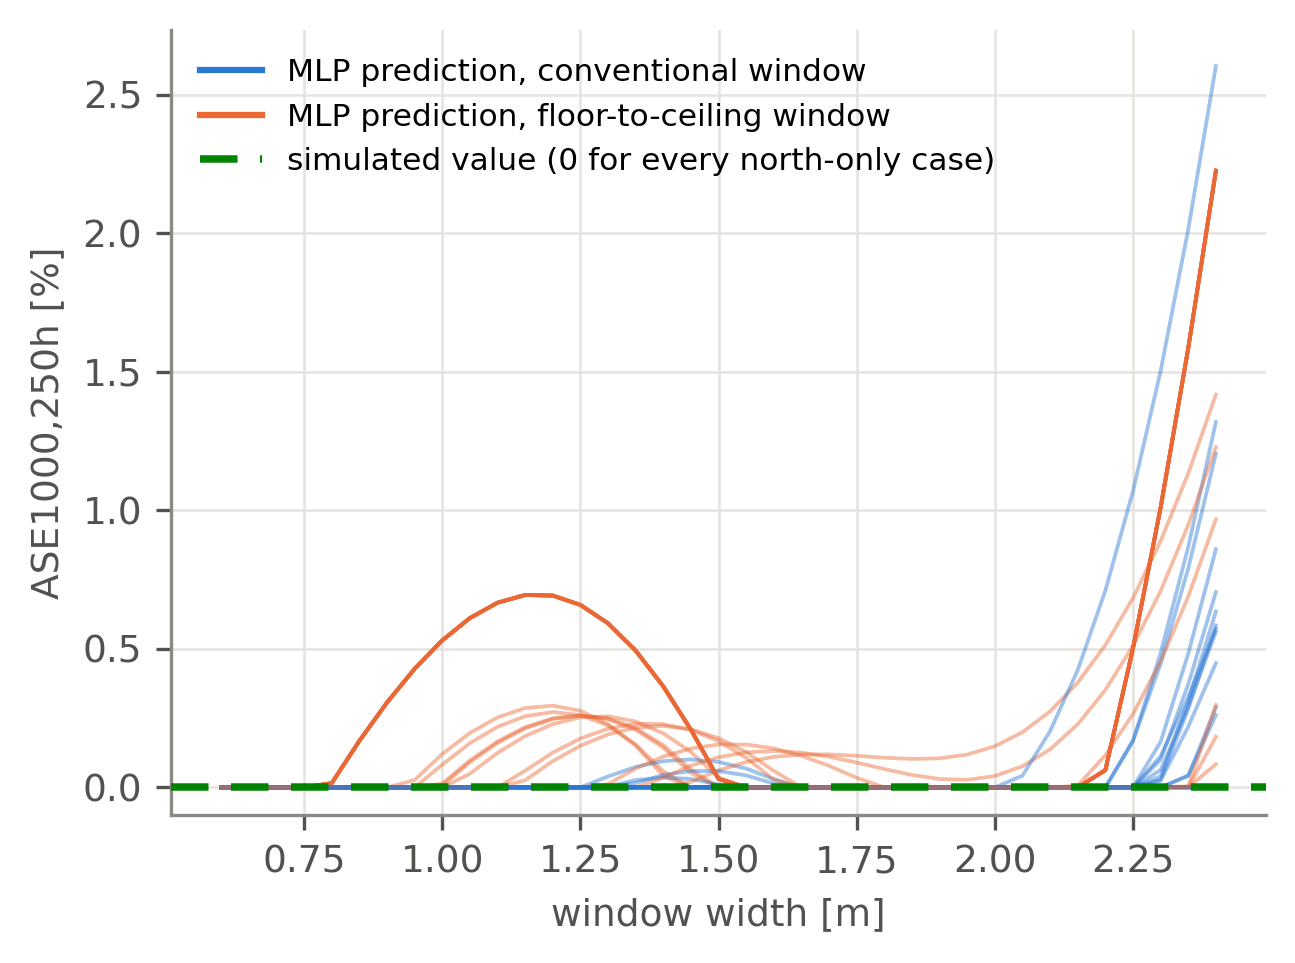 MLP prediction, conventional window
MLP prediction, floor-to-ceiling window
simulated value (0 for every north-only case)
ASE1000,250h [%]
2.5
2.0
1.5
1.0
0.5
0.0
0.75 1.00 1.25 1.50 1.75 2.00 2.25
window width [m]